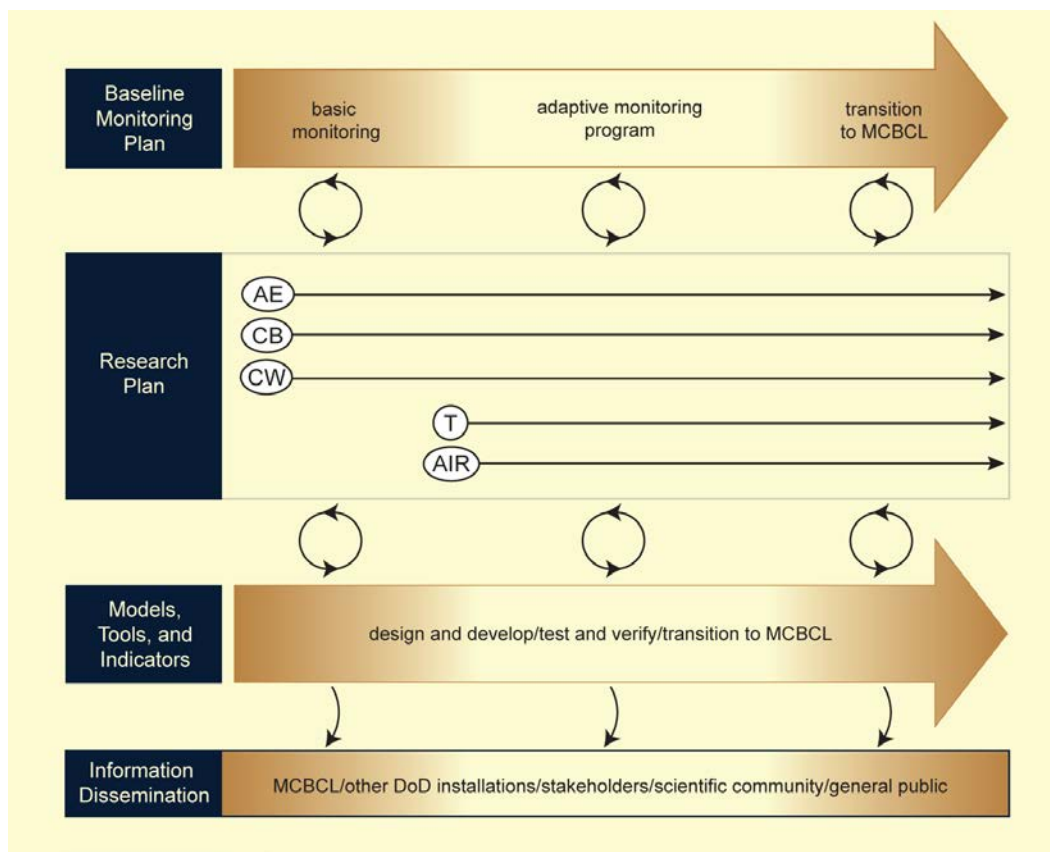 Baseline
Monitoring
Plan
basic
monitoring
adaptive monitoring
program
transition
to MCBCL
Research
Plan
AE
CB
CW
T
AIR
Models,
Tools, and
Indicators
design and develop/test and verify/transition to MCBCL
Information
Dissemination
MCBCL/other DoD installations/stakeholders/scientific community/general public